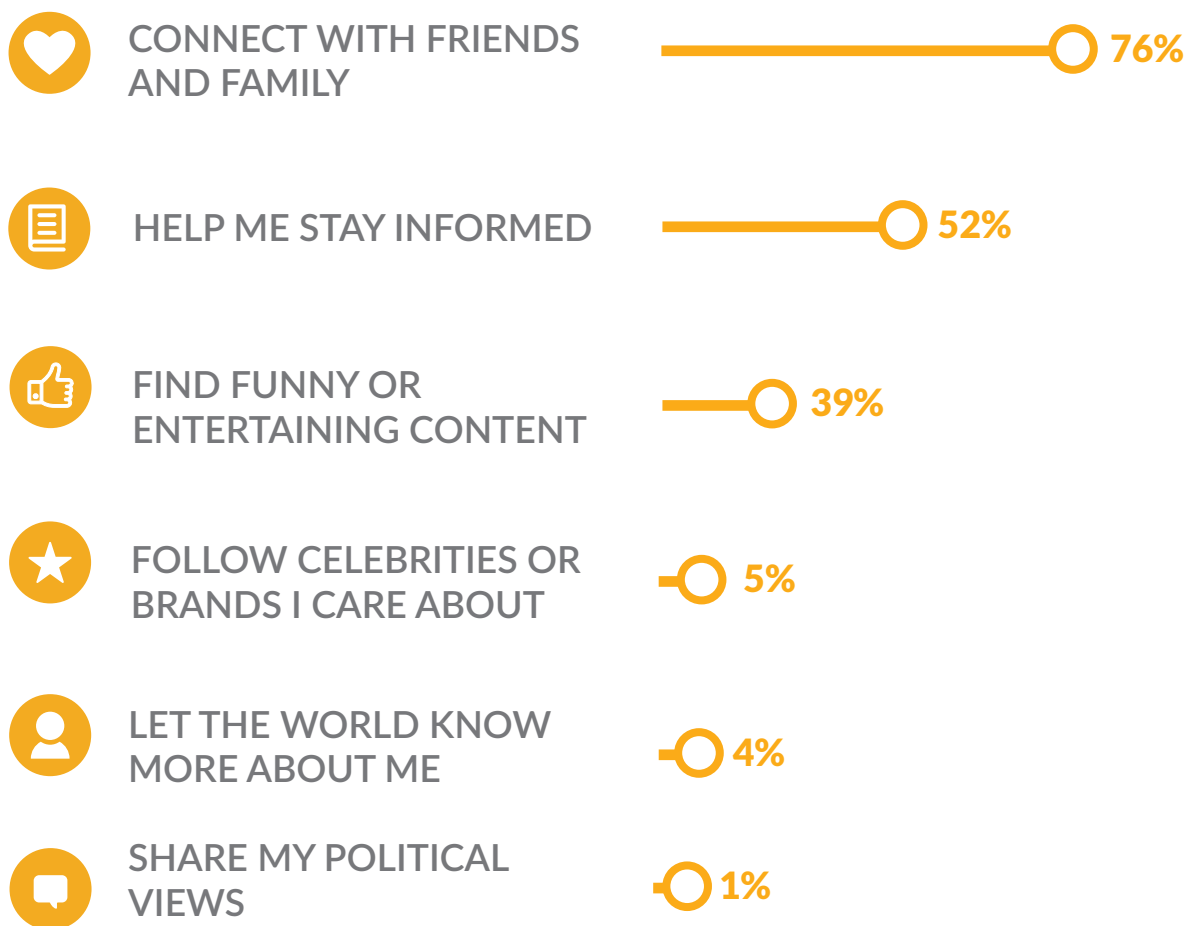 CONNECT WITH FRIENDS
AND FAMILY
76%
HELP ME STAY INFORMED
52%
FIND FUNNY OR
ENTERTAINING CONTENT
39%
FOLLOW CELEBRITIES OR
BRANDS I CARE ABOUT
5%
LET THE WORLD KNOW
MORE ABOUT ME
4%
SHARE MY POLITICAL
VIEWS
1%